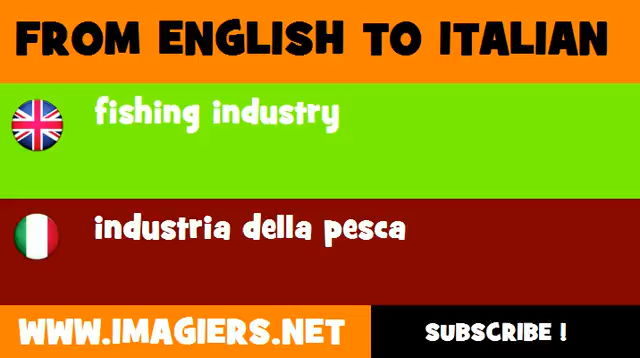 FROM ENGLISH TO ITALIAN
fishing industry
industria della pesca
WWW.IMAGIERS.NET
SUBSCRIBE !